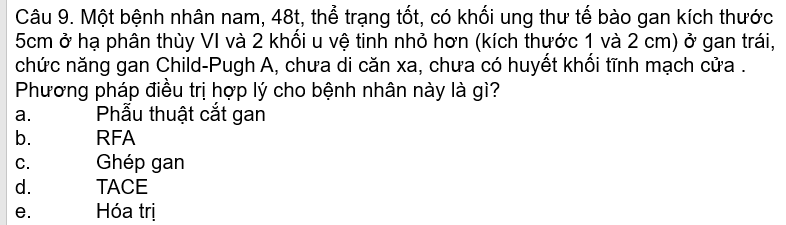 Câu 9. Một bệnh nhân nam, 48t, thể trạng tốt, có khối ung thư tế bào gan kích thước
5cm ở hạ phân thùy VI và 2 khối u vệ tinh nhỏ hơn (kích thước 1 và 2 cm) ở gan trái,
chức năng gan Child-Pugh A, chưa di căn xa, chưa có huyết khối tĩnh mạch cửa .
Phương pháp điều trị hợp lý cho bệnh nhân này là gì?
a. Phẫu thuật cắt gan
b. RFA
c. Ghép gan
d. TACE
e. Hóa trị